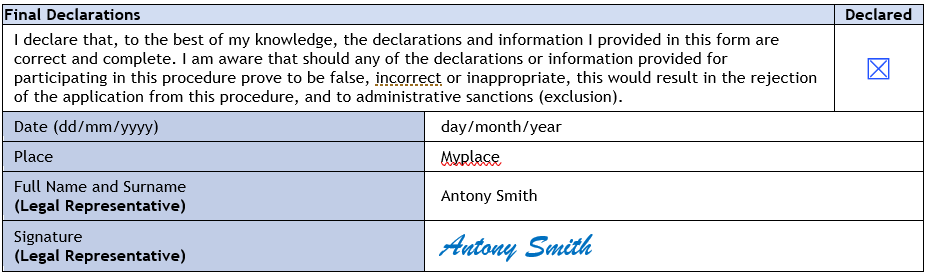 Final Declarations Declared
I declare that, to the best of my knowledge, the declarations and information I provided in this form are
correct and complete. I am aware that should any of the declarations or information provided for
participating in this procedure prove to be false, incorrect or inappropriate, this would result in the rejection
of the application from this procedure, and to administrative sanctions (exclusion).
Date (dd/mm/yyyy) day/month/year
Place Myplace
Full Name and Surname
(Legal Representative) Antony Smith
Signature
(Legal Representative) Antony Smith